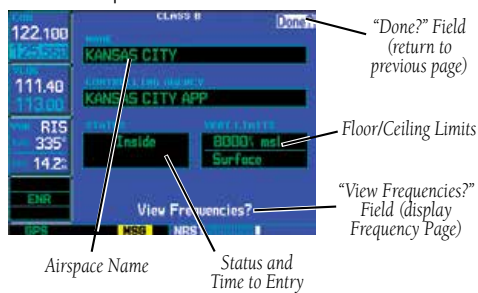 COM
CLASS B
Done?
122.100
125.550
NAME
KANSAS CITY
VLOC
111.40
113.00
CONTROLLING AGENCY
KANSAS CITY APP
VOR RIS
335°
14.2
STATUS
Inside
VERT LIMITS
8000ft msl
Surface
ENR
View Frequencies?
GPS
MSG
NRST
"Done?" Field
(return to
previous page)
Floor/Ceiling Limits
"View Frequencies?"
Field (display
Frequency Page)
Airspace Name
Status and
Time to Entry